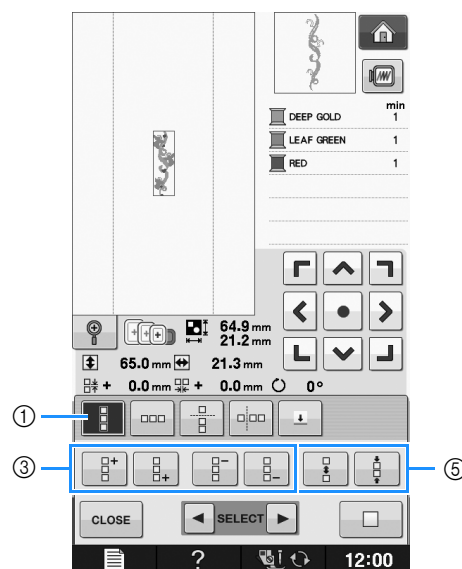 min
DEEP GOLD 1
LEAF GREEN 1
RED 1
64.9 mm
21.2 mm
65.0 mm 21.3 mm
+ 0.0 mm + 0.0 mm 0°
①
③ ⑤
CLOSE SELECT
? 12:00